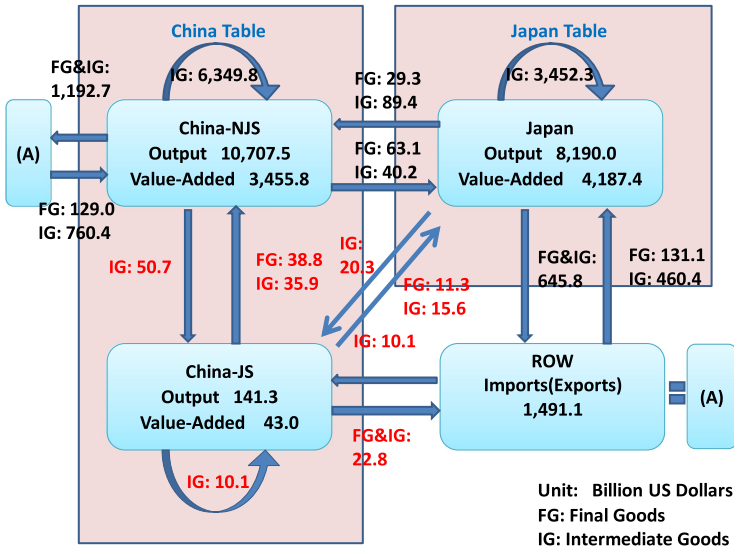 China Table
Japan Table
FG&IG:
1,192.7
IG: 6,349.8
FG: 29.3
IG: 89.4
IG: 3,452.3
(A)
China-NJS
Output 10,707.5
Value-Added 3,455.8
FG: 63.1
IG: 40.2
Japan
Output 8,190.0
Value-Added 4,187.4
FG: 129.0
IG: 760.4
IG: 50.7
FG: 38.8
IG: 35.9
IG:
20.3
FG: 11.3
IG: 15.6
FG&IG:
645.8
FG: 131.1
IG: 460.4
IG: 10.1
China-JS
Output 141.3
Value-Added 43.0
ROW
Imports(Exports)
1,491.1
(A)
FG&IG:
22.8
IG: 10.1
Unit: Billion US Dollars
FG: Final Goods
IG: Intermediate Goods